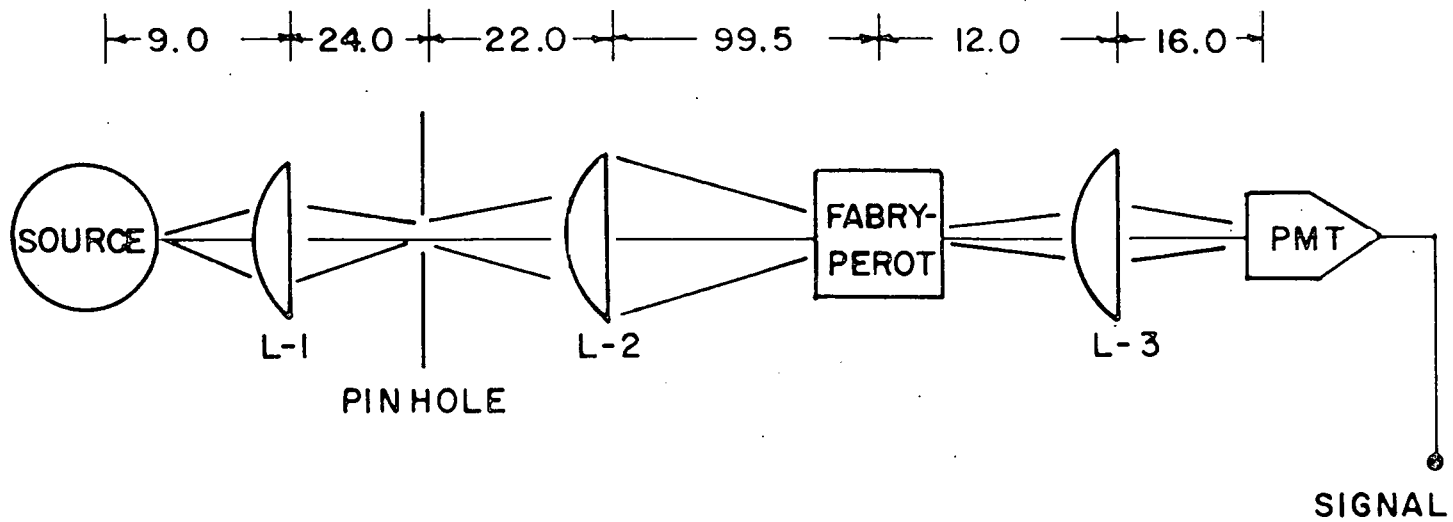 9.0 24.0 22.0 99.5 12.0 16.0
SOURCE
FABRY-
PEROT
PMT
L-1
L-2
L-3
PINHOLE
SIGNAL